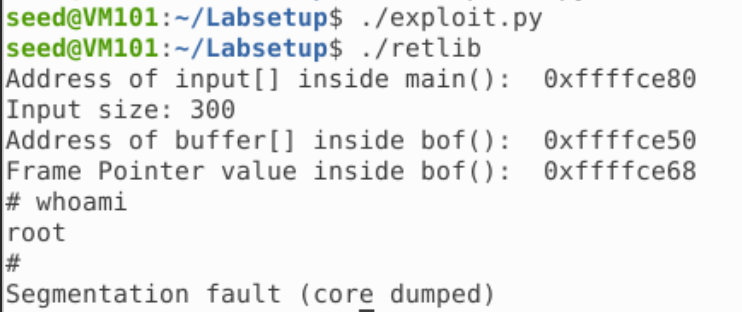 seed@VM101:~/Labsetup$ ./exploit.py
seed@VM101:~/Labsetup$ ./retlib
Address of input[] inside main():  0xffffce80
Input size: 300
Address of buffer[] inside bof():  0xffffce50
Frame Pointer value inside bof():  0xffffce68
# whoami
root
#
Segmentation fault (core dumped)